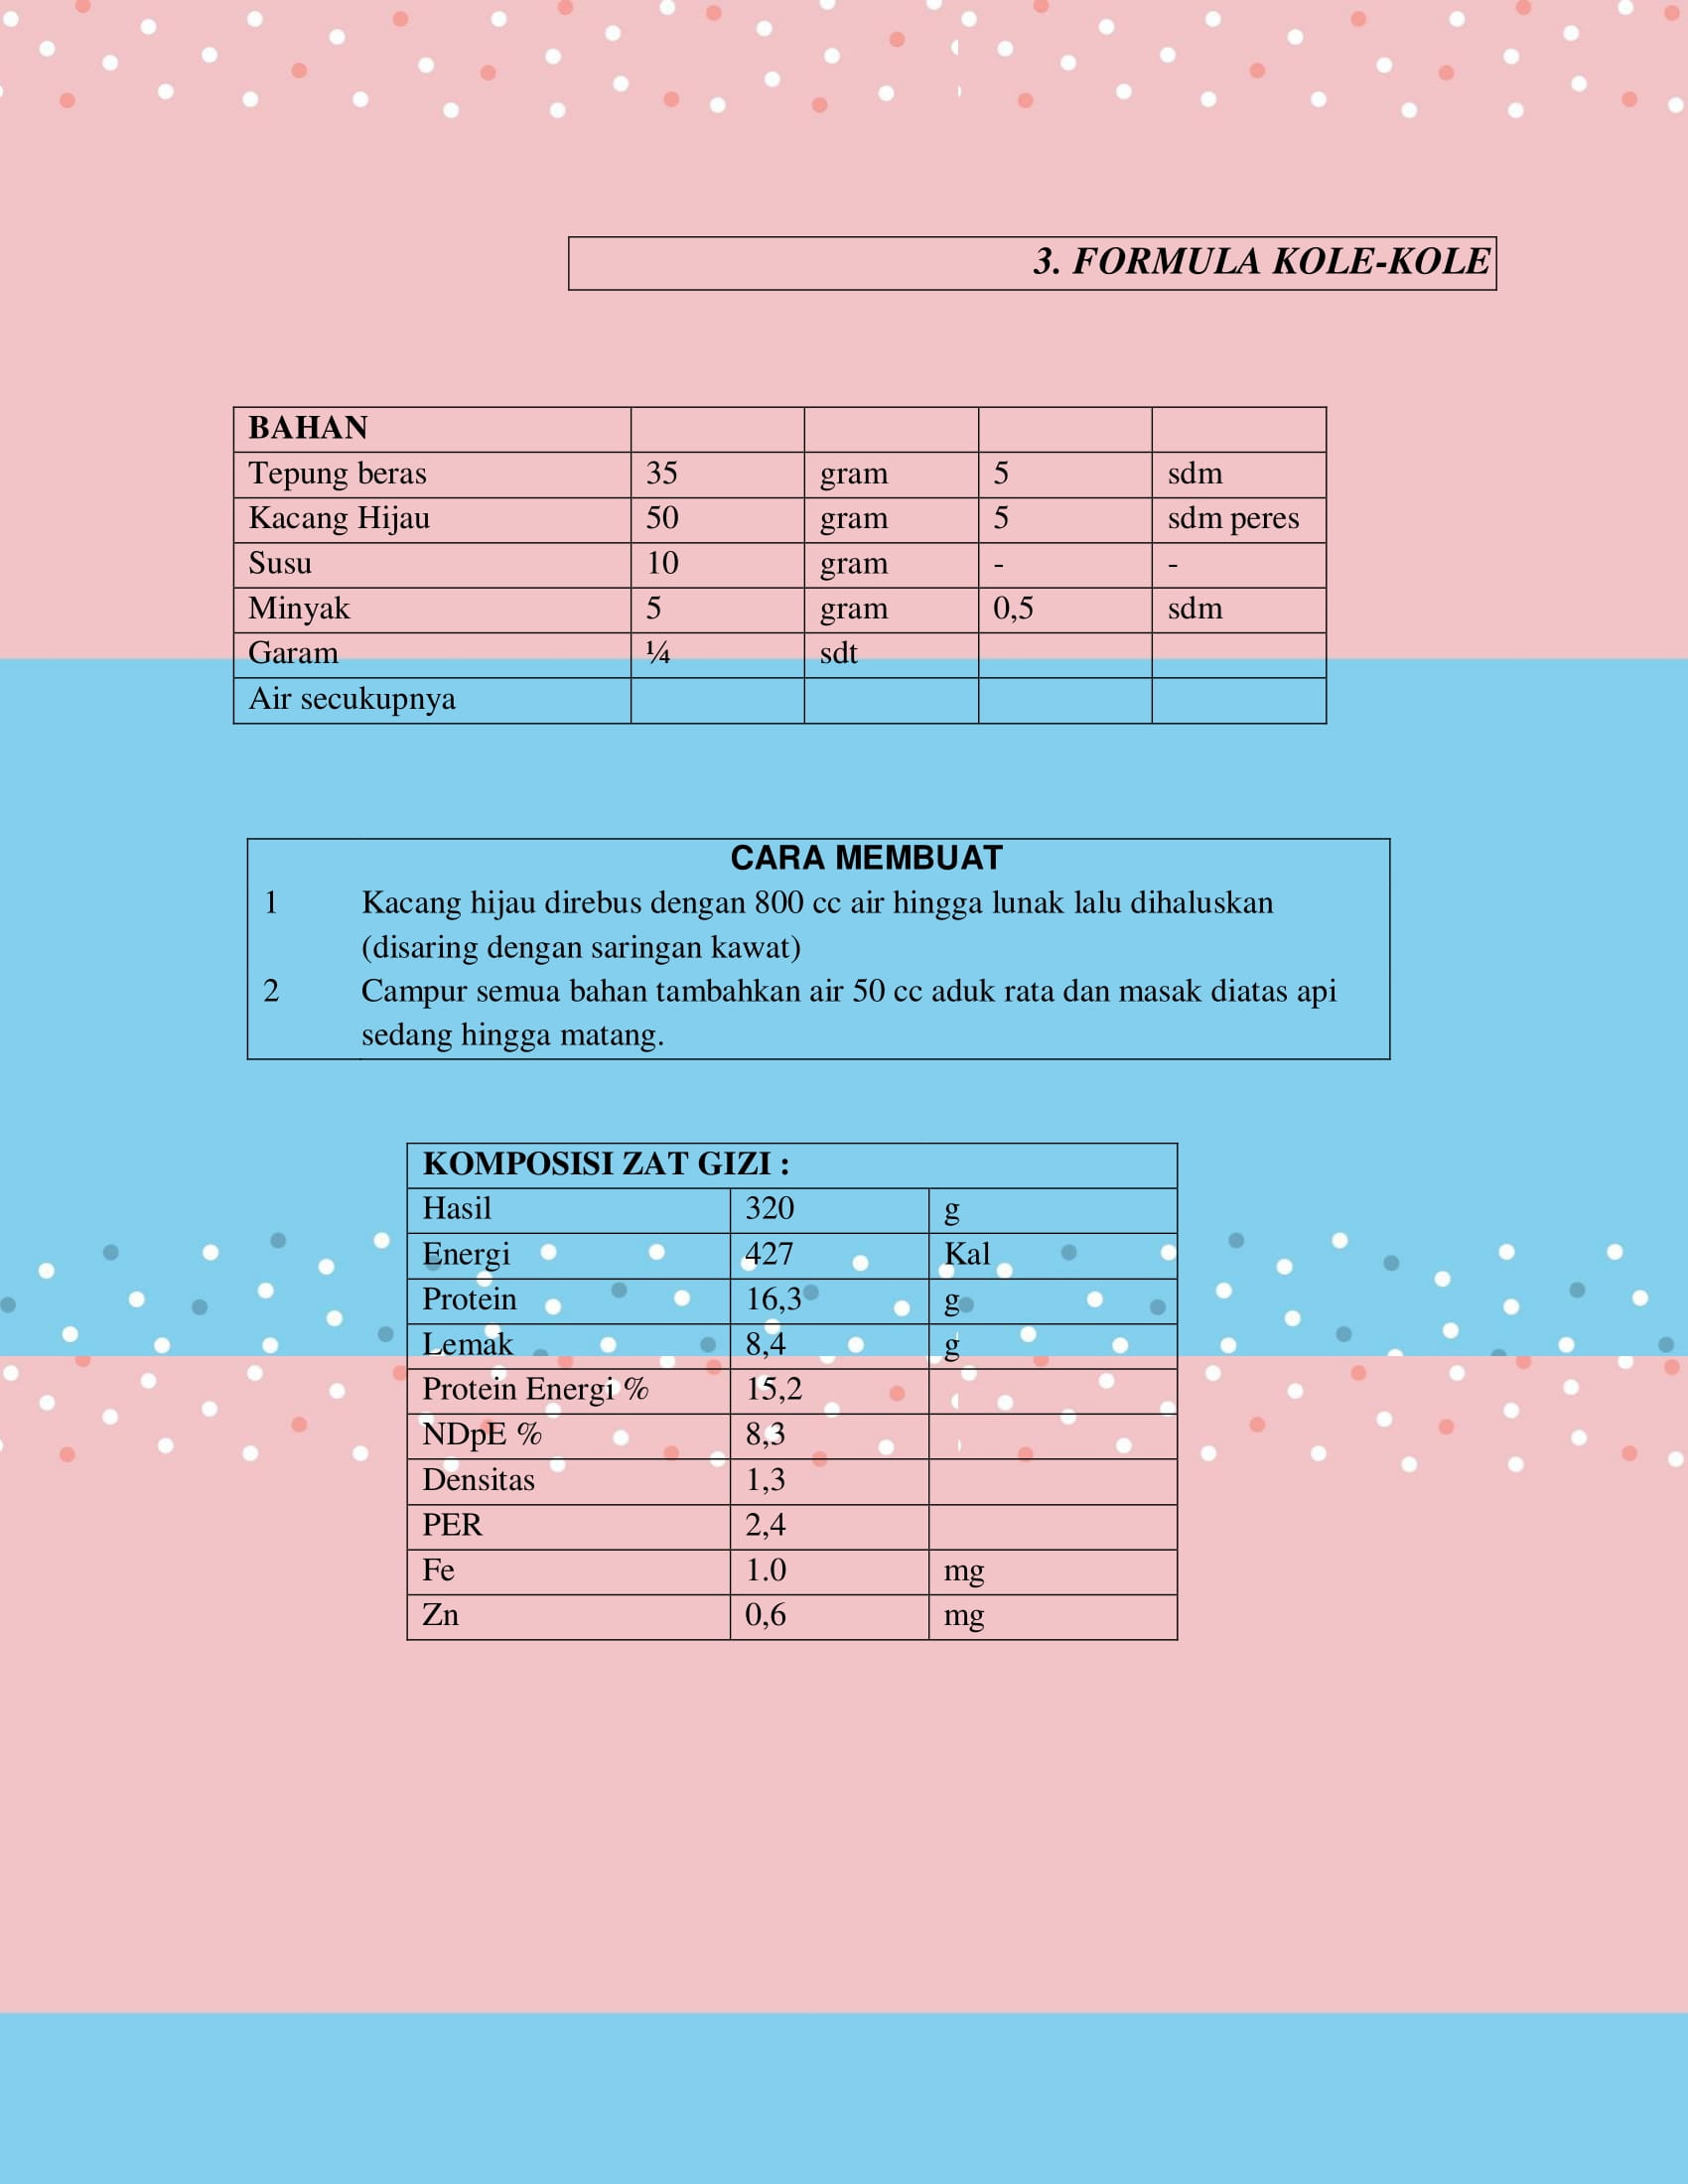 3. FORMULA KOLE-KOLE
BAHAN
Tepung beras 35 gram 5 sdm
Kacang Hijau 50 gram 5 sdm peres
Susu 10 gram - -
Minyak 5 gram 0,5 sdm
Garam ¼ sdt
Air secukupnya
CARA MEMBUAT
1 Kacang hijau direbus dengan 800 cc air hingga lunak lalu dihaluskan
(disaring dengan saringan kawat)
2 Campur semua bahan tambahkan air 50 cc aduk rata dan masak diatas api
sedang hingga matang.
KOMPOSISI ZAT GIZI :
Hasil 320 g
Energi 427 Kal
Protein 16,3 g
Lemak 8,4 g
Protein Energi % 15,2
NDpE % 8,3
Densitas 1,3
PER 2,4
Fe 1.0 mg
Zn 0,6 mg